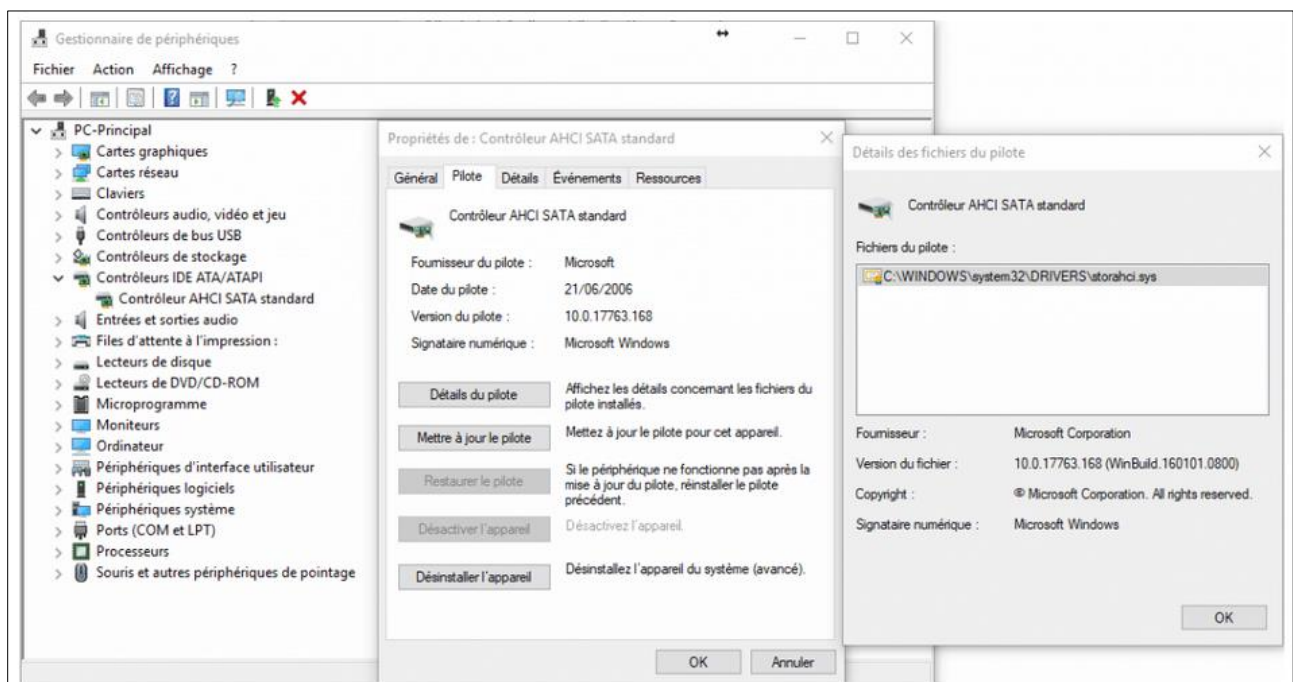 Gestionnaire de périphériques
Fichier Action Affichage ?
PC-Principal
Cartes graphiques
Cartes réseau
Claviers
Contrôleurs audio, vidéo et jeu
Contrôleurs de bus USB
Contrôleurs de stockage
Contrôleurs IDE ATA/ATAPI
Contrôleur AHCI SATA standard
Entrées et sorties audio
Files d'attente à l'impression :
Lecteurs de disque
Lecteurs de DVD/CD-ROM
Microprogramme
Moniteurs
Ordinateur
Périphériques d'interface utilisateur
Périphériques logiciels
Périphériques système
Ports (COM et LPT)
Processeurs
Souris et autres périphériques de pointage
Propriétés de : Contrôleur AHCI SATA standard
Général Pilote Détails Événements Ressources
Contrôleur AHCI SATA standard
Fournisseur du pilote : Microsoft
Date du pilote : 21/06/2006
Version du pilote : 10.0.17763.168
Signataire numérique : Microsoft Windows
Détails du pilote
Affichez les détails concernant les fichiers du
pilote installés.
Mettre à jour le pilote
Mettez à jour le pilote pour cet appareil.
Restaurer le pilote
Si le périphérique ne fonctionne pas après la
mise à jour du pilote, réinstaller le pilote
précédent.
Désactiver l'appareil
Désactivez l'appareil.
Désinstaller l'appareil
Désinstallez l'appareil du système (avancé).
OK Annuler
Détails des fichiers du pilote
Contrôleur AHCI SATA standard
Fichiers du pilote :
C:\WINDOWS\system32\DRIVERS\storahci.sys
Fournisseur : Microsoft Corporation
Version du fichier : 10.0.17763.168 (WinBuild.160101.0800)
Copyright : © Microsoft Corporation. All rights reserved.
Signataire numérique : Microsoft Windows
OK